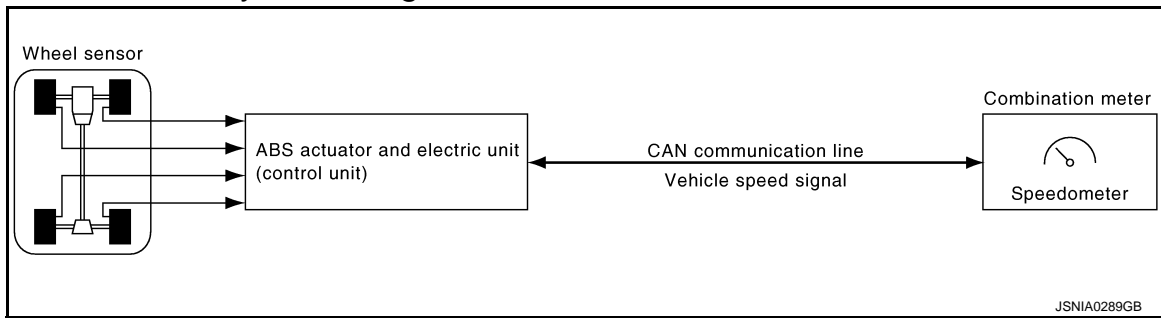 Wheel sensor
ABS actuator and electric unit
(control unit)
CAN communication line
Vehicle speed signal
Combination meter
Speedometer
JSNIA0289GB